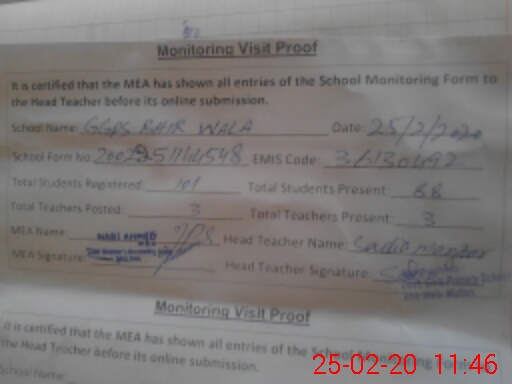 Monitoring Visit Proof
It is certified that the MEA has shown all entries of the School Monitoring Form to
the Head Teacher before its online submission.
School Name: GGPS BHIR WALA Date: 25/2/2020
School Form No EMIS Code:
Total Students Registered: 101 Total Students Present: 88
Total Teachers Posted: 3 Total Teachers Present: 3
MEA Name: NABI AHMED Head Teacher Name: Sadia manzoor
MEA Signature: Head Teacher Signature:
Monitoring Visit Proof
It is certified that the MEA has shown all entries of the School Monitoring Form to
the Head Teacher before its online submission.
School Name:
25-02-20 11:46